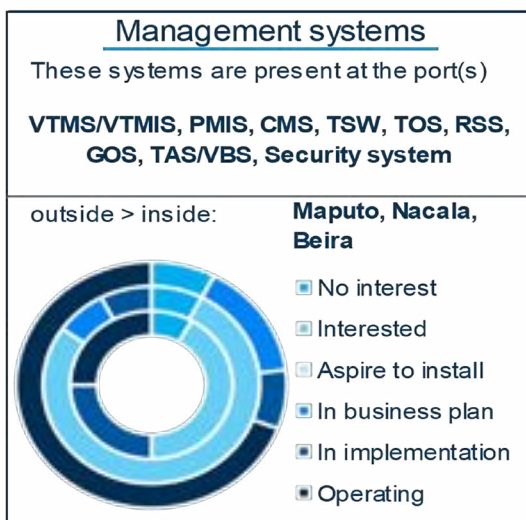 Management systems
These systems are present at the port(s)
VTMS/VTMIS, PMIS, CMS, TSW, TOS, RSS,
GOS, TAS/VBS, Security system
outside > inside:
Maputo, Nacala,
Beira
No interest
Interested
Aspire to install
In business plan
In implementation
Operating